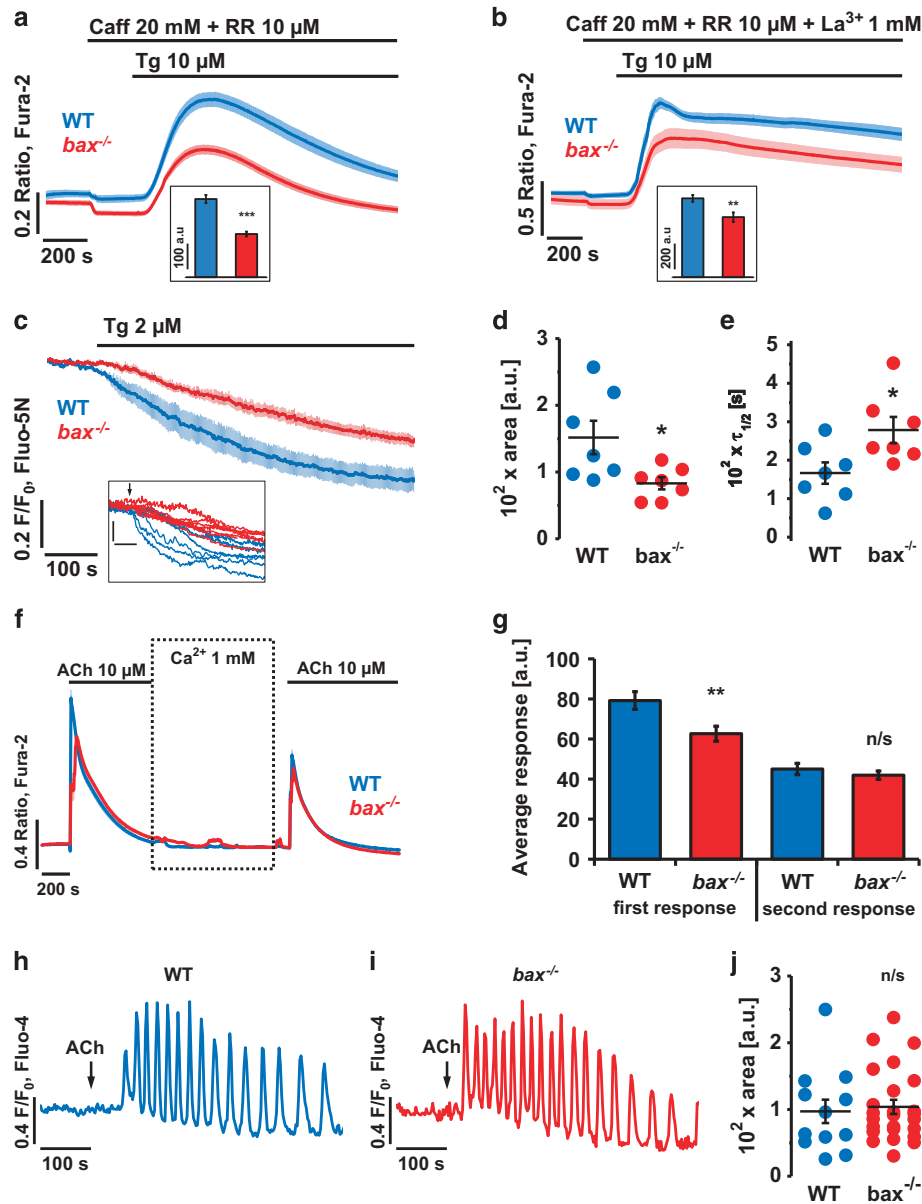 a
Caff 20 mM + RR 10 µM
Tg 10 µM
0.2 Ratio, Fura-2
WT
bax-/-
200 s
100 a.u
***
b
Caff 20 mM + RR 10 µM + La3+ 1 mM
Tg 10 µM
0.5 Ratio, Fura-2
WT
bax-/-
200 s
200 a.u
**
c
Tg 2 µM
0.2 F/F0, Fluo-5N
WT
bax-/-
100 s
d
10² x area [a.u.]
3
2
1
0
*
WT
bax-/-
e
10² x τ1/2 [s]
5
4
3
2
1
0
*
WT
bax-/-
f
ACh 10 µM
Ca2+ 1 mM
ACh 10 µM
0.4 Ratio, Fura-2
WT
bax-/-
200 s
g
Average response [a.u.]
100
80
60
40
20
0
**
n/s
WT
bax-/-
WT
bax-/-
first response
second response
h
WT
ACh
0.4 F/F0, Fluo-4
100 s
i
bax-/-
ACh
0.4 F/F0, Fluo-4
100 s
j
n/s
10² x area [a.u.]
3
2
1
0
WT
bax-/-